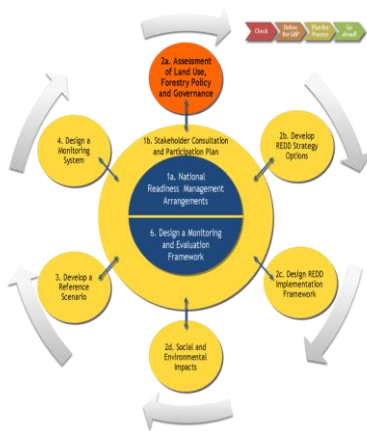 Check
Define
the GAP
Plan the
Process
Go
ahead!
2a. Assessment
of Land Use,
Forestry Policy
and Governance
1b. Stakeholder Consultation
and Participation Plan
4. Design a
Monitoring
System
2b. Develop
REDD Strategy
Options
1a. National
Readiness Management
Arrangements
6. Design a Monitoring
and Evaluation
Framework
3. Develop a
Reference
Scenario
2c. Design REDD
Implementation
Framework
2d. Social and
Environmental
Impacts